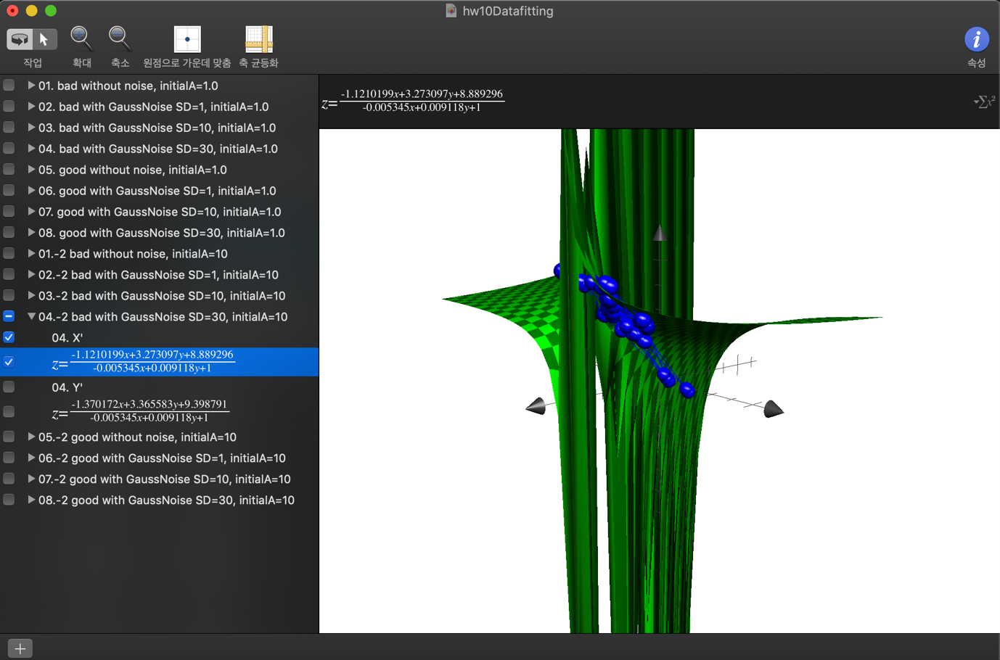 hw10Datafitting
작업
확대
축소
원점으로 가운데 맞춤
축 균등화
속성
01. bad without noise, initialA=1.0
02. bad with GaussNoise SD=1, initialA=1.0
03. bad with GaussNoise SD=10, initialA=1.0
04. bad with GaussNoise SD=30, initialA=1.0
05. good without noise, initialA=1.0
06. good with GaussNoise SD=1, initialA=1.0
07. good with GaussNoise SD=10, initialA=1.0
08. good with GaussNoise SD=30, initialA=1.0
01.-2 bad without noise, initialA=10
02.-2 bad with GaussNoise SD=1, initialA=10
03.-2 bad with GaussNoise SD=10, initialA=10
04.-2 bad with GaussNoise SD=30, initialA=10
04. X'
z=
-1.1210199x+3.273097y+8.889296
-0.005345x+0.009118y+1
04. Y'
z=
-1.370172x+3.365583y+9.398791
-0.005345x+0.009118y+1
05.-2 good without noise, initialA=10
06.-2 good with GaussNoise SD=1, initialA=10
07.-2 good with GaussNoise SD=10, initialA=10
08.-2 good with GaussNoise SD=30, initialA=10
z=
-1.1210199x+3.273097y+8.889296
-0.005345x+0.009118y+1
∑x²